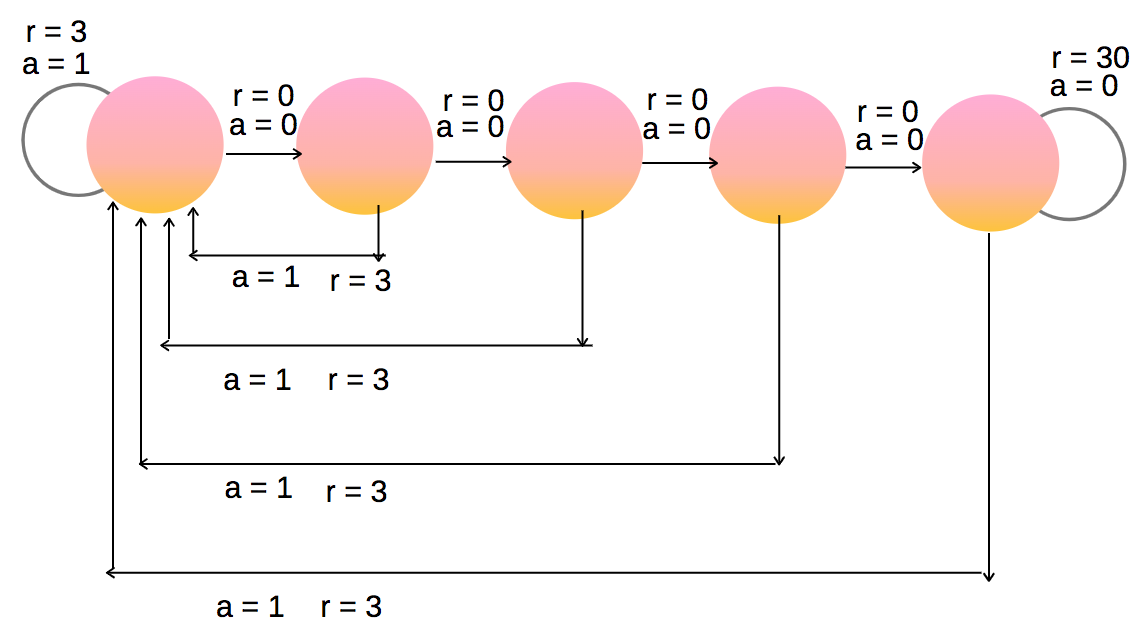 r = 3
a = 1
r = 0
a = 0
r = 0
a = 0
r = 0
a = 0
r = 0
a = 0
r = 30
a = 0
a = 1 r = 3
a = 1 r = 3
a = 1 r = 3
a = 1 r = 3